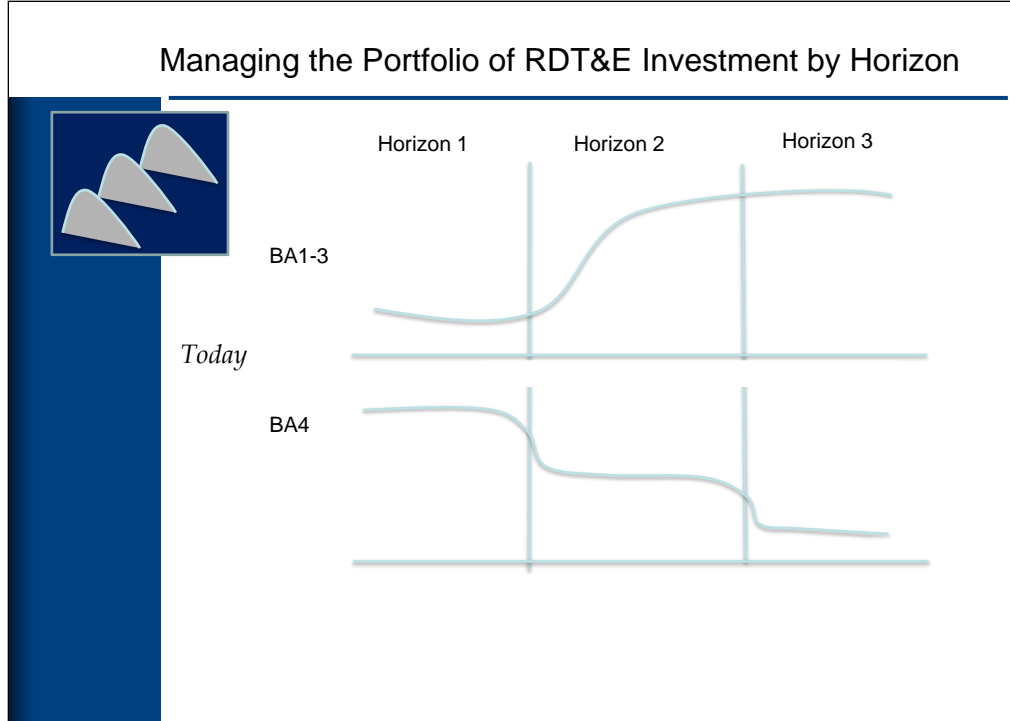 Managing the Portfolio of RDT&E Investment by Horizon
Horizon 1
Horizon 2
Horizon 3
BA1-3
Today
BA4